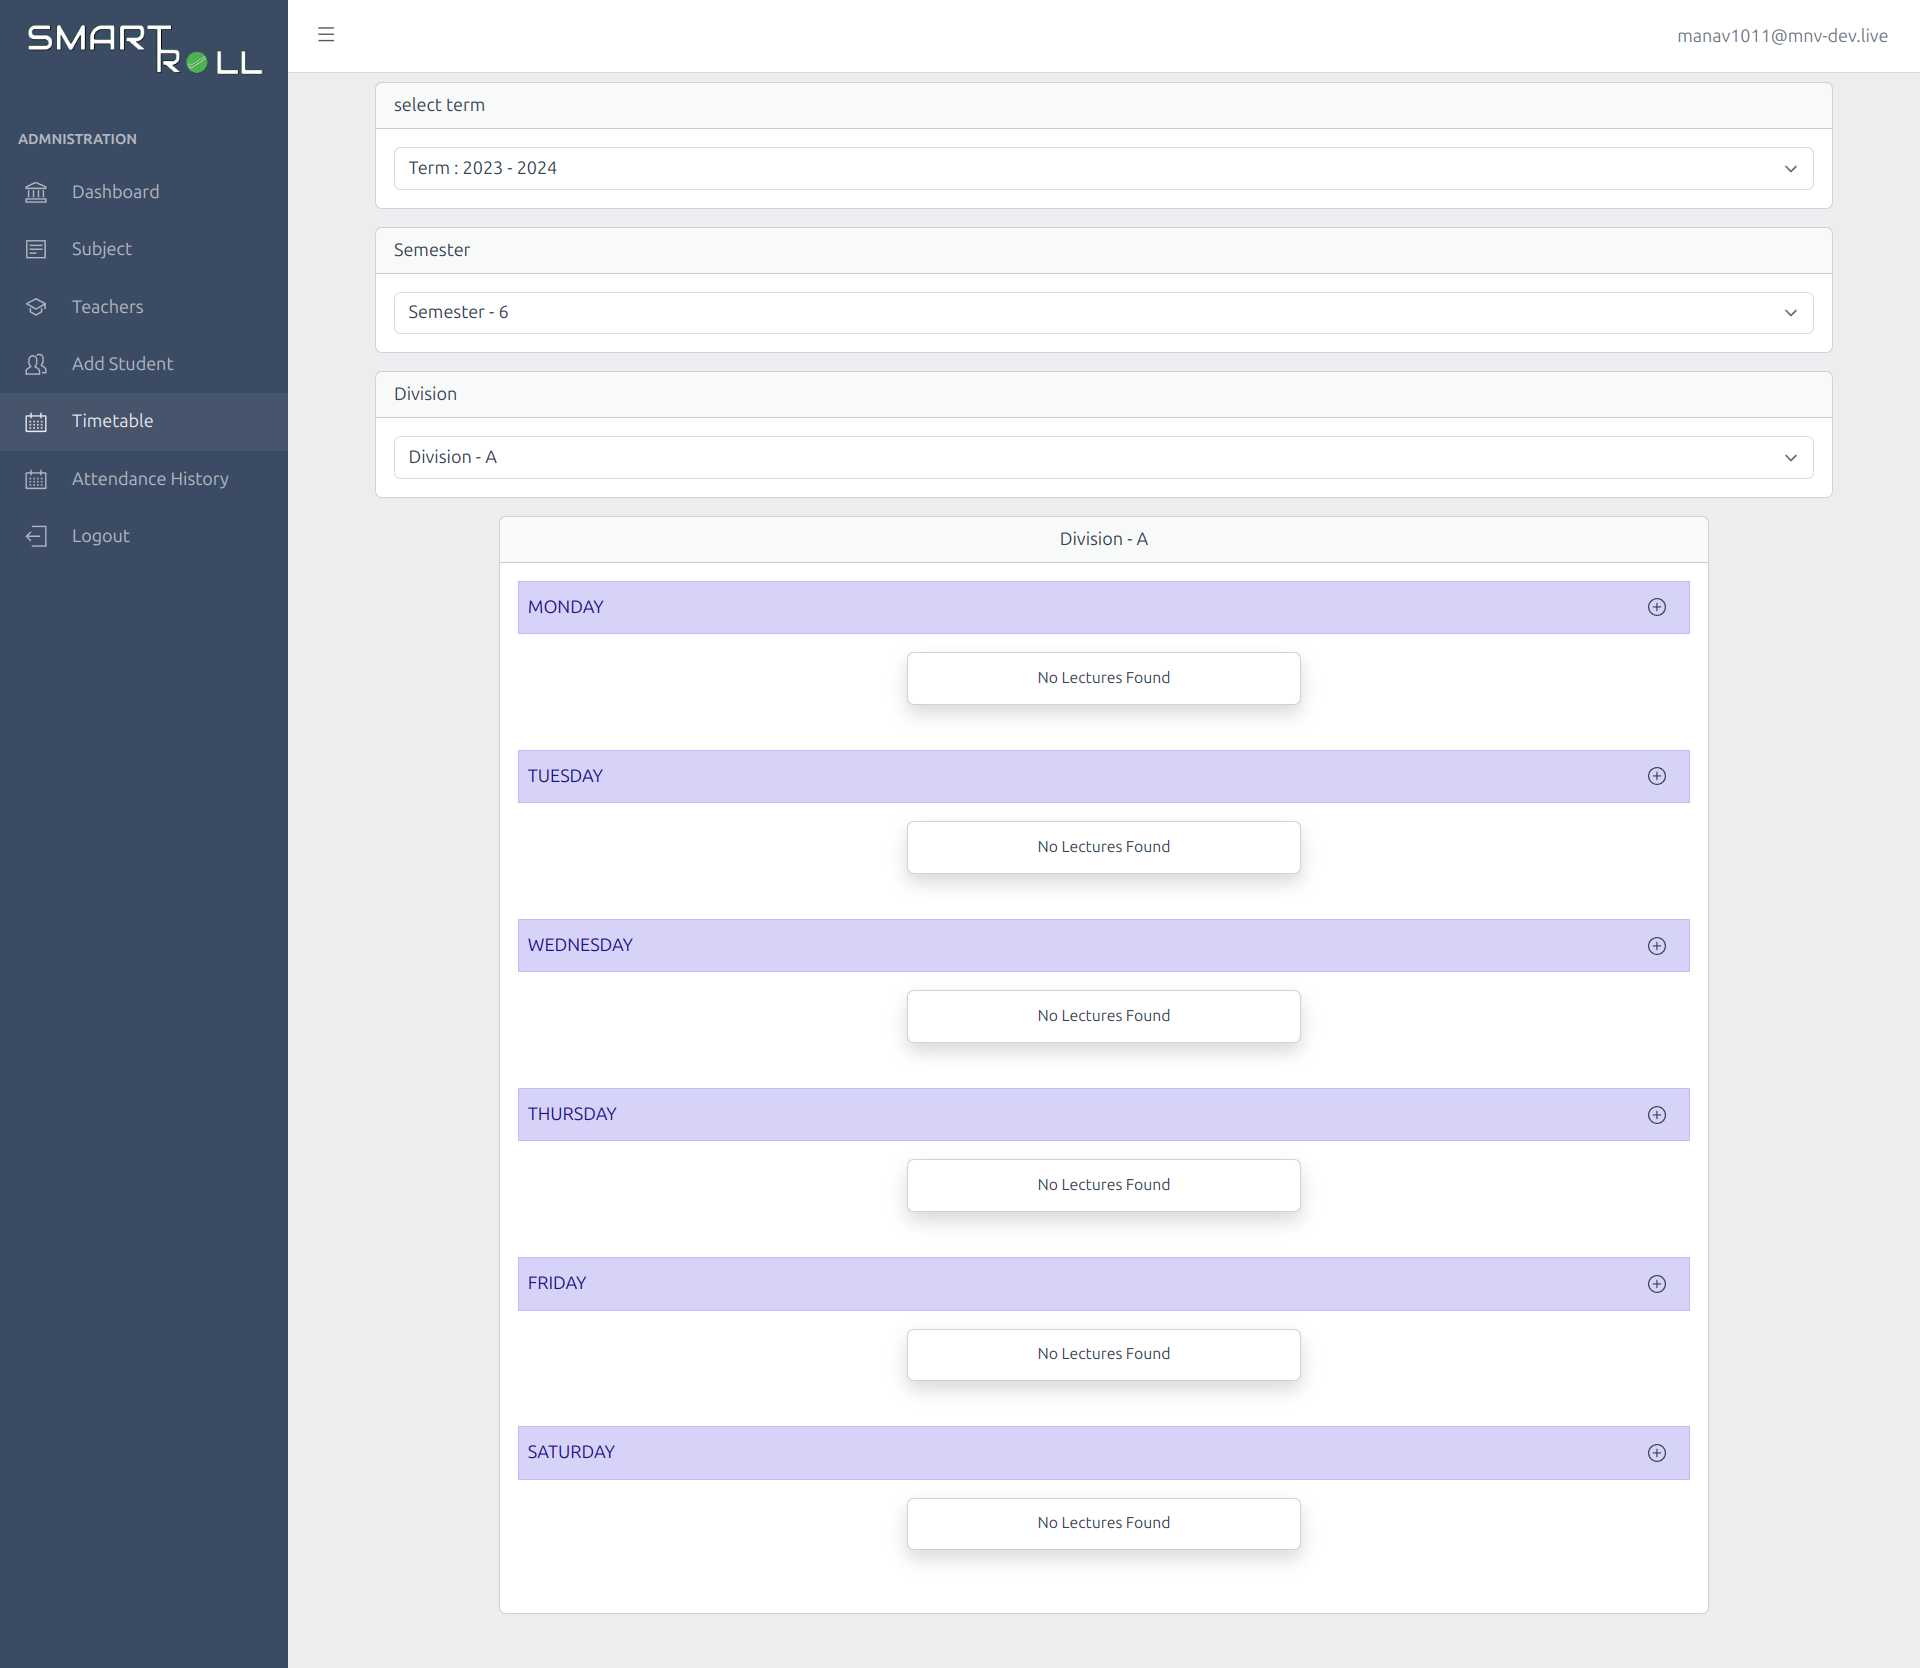 SMART ROLL
manav1011@mnv-dev.live
ADMNISTRATION
Dashboard
Subject
Teachers
Add Student
Timetable
Attendance History
Logout
select term
Term : 2023 - 2024
Semester
Semester - 6
Division
Division - A
Division - A
MONDAY
No Lectures Found
TUESDAY
No Lectures Found
WEDNESDAY
No Lectures Found
THURSDAY
No Lectures Found
FRIDAY
No Lectures Found
SATURDAY
No Lectures Found